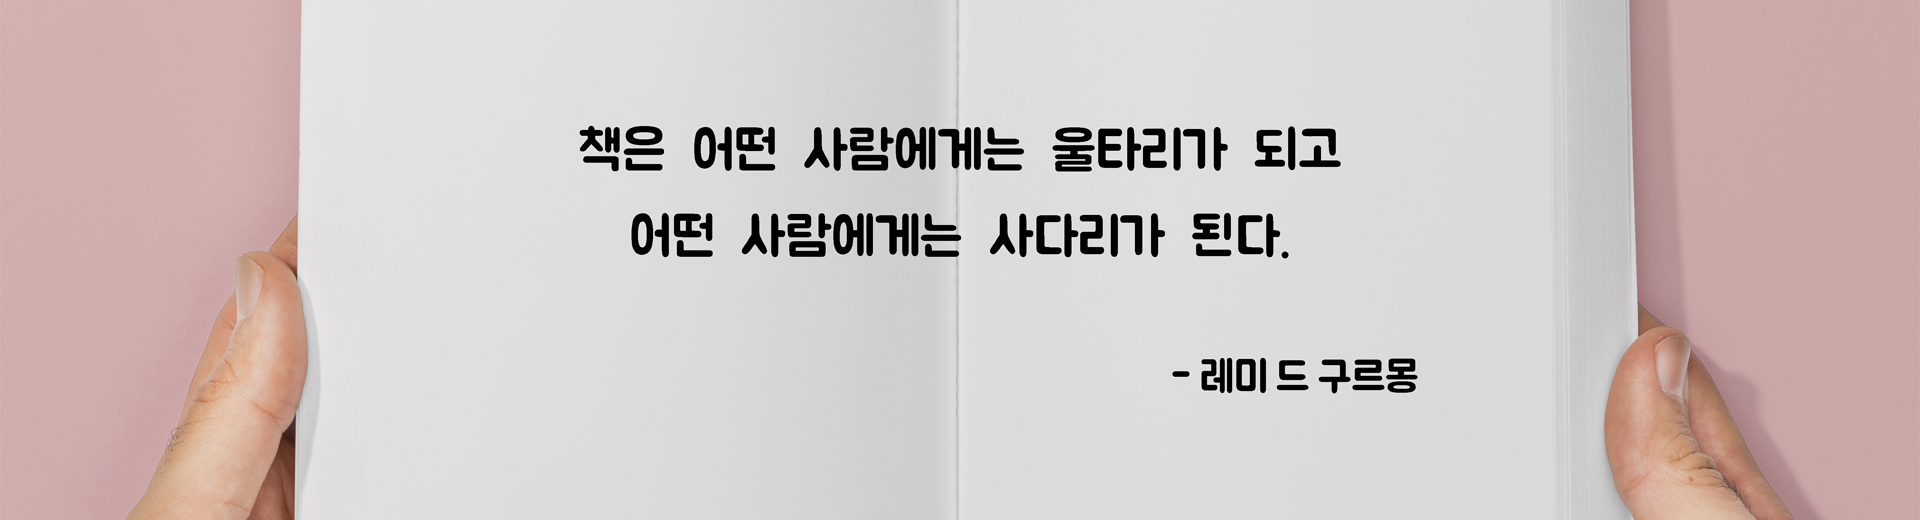 책은 어떤 사람에게는 울타리가 되고
어떤 사람에게는 사다리가 된다.
- 레미 드 구르몽